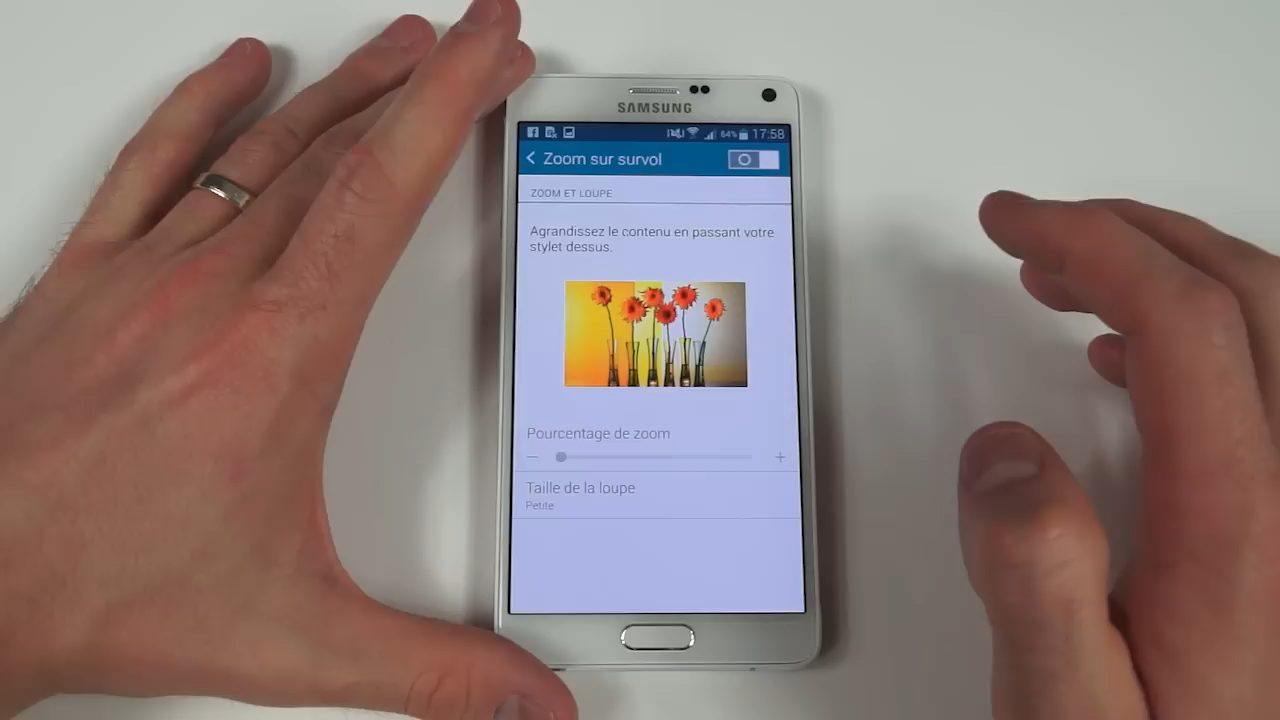 SAMSUNG
64% 17:58
Zoom sur survol
ZOOM ET LOUPE
Agrandissez le contenu en passant votre
stylet dessus.
Pourcentage de zoom
Taille de la loupe
Petite